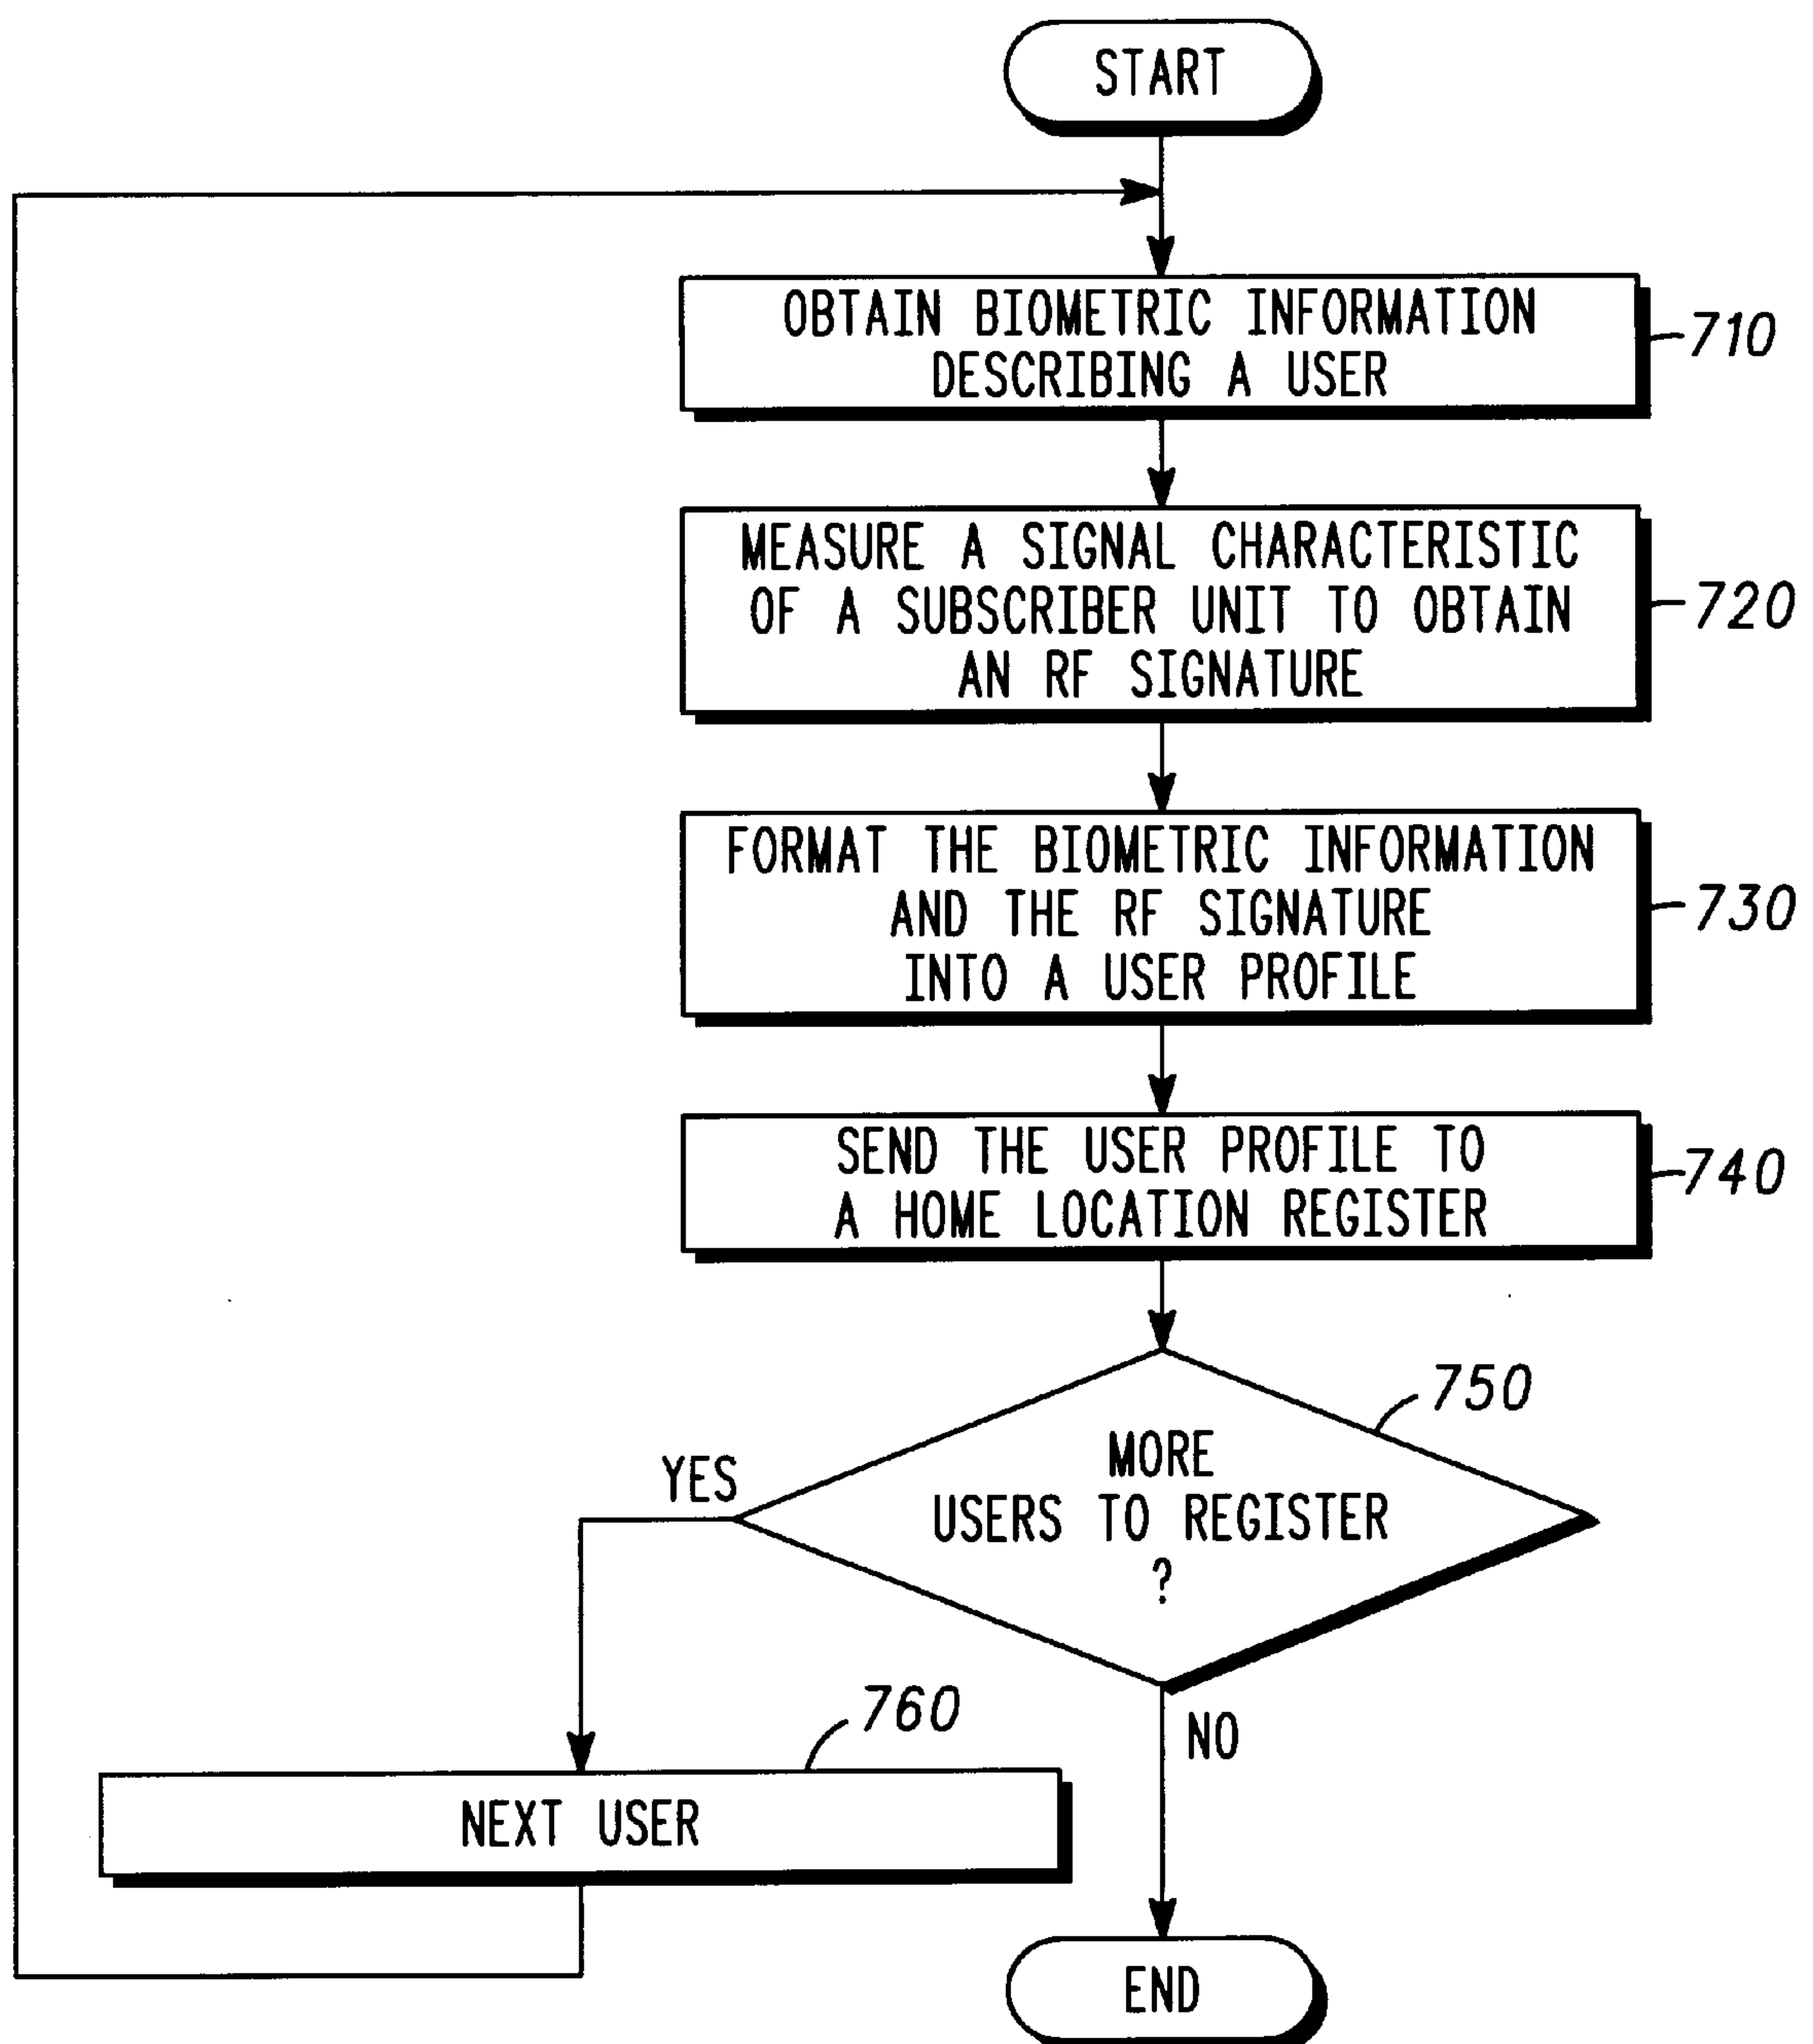 START
OBTAIN BIOMETRIC INFORMATION
DESCRIBING A USER
710
MEASURE A SIGNAL CHARACTERISTIC
OF A SUBSCRIBER UNIT TO OBTAIN
AN RF SIGNATURE
720
FORMAT THE BIOMETRIC INFORMATION
AND THE RF SIGNATURE
INTO A USER PROFILE
730
SEND THE USER PROFILE TO
A HOME LOCATION REGISTER
740
750
MORE
USERS TO REGISTER
?
YES
NO
760
NEXT USER
END